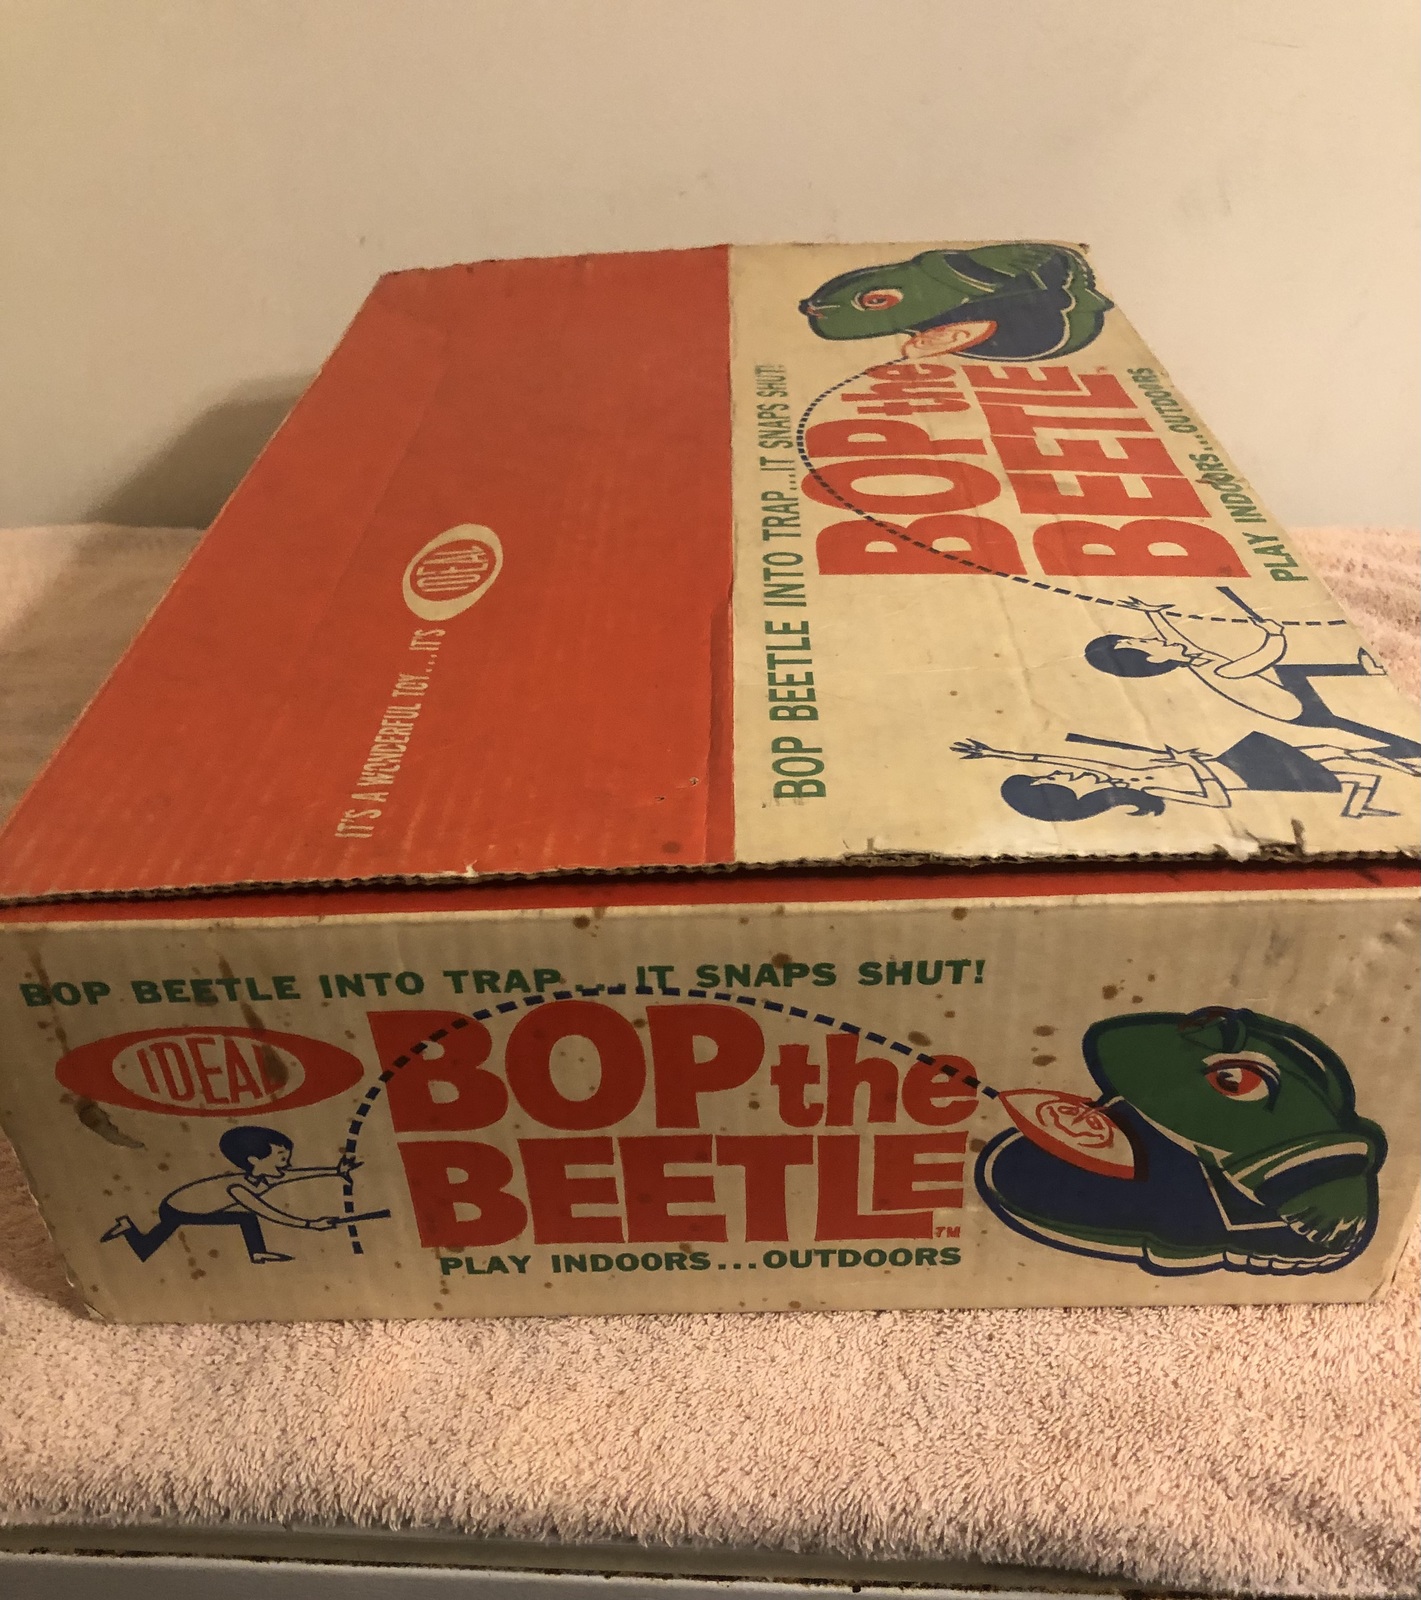 IT'S A WONDERFUL TOY...IT'S IDEAL
BOP BEETLE INTO TRAP...IT SNAPS SHUT!
BOP the
BEETLE
PLAY INDOORS...OUTDOORS
BOP BEETLE INTO TRAP...IT SNAPS SHUT!
IDEAL
BOP the
BEETLE TM
PLAY INDOORS...OUTDOORS